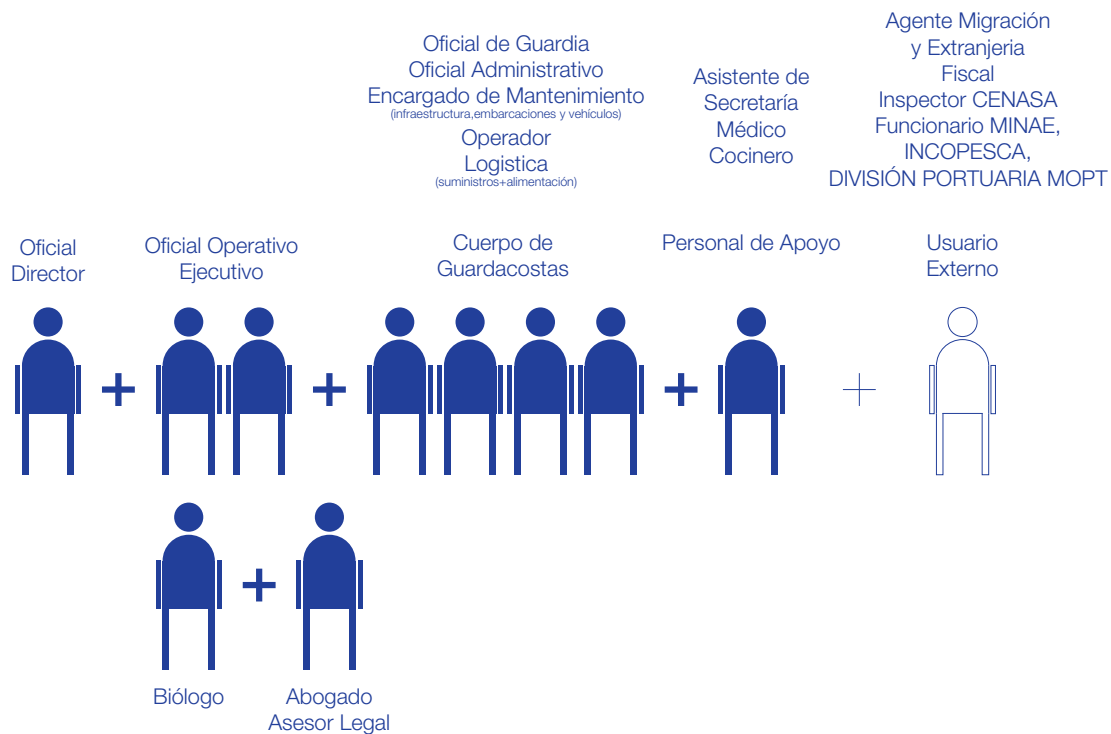 Oficial de Guardia
Oficial Administrativo
Encargado de Mantenimiento
(infraestructura,embarcaciones y vehículos)
Operador
Logistica
(suministros+alimentación)
Asistente de
Secretaría
Médico
Cocinero
Agente Migración
y Extranjeria
Fiscal
Inspector CENASA
Funcionario MINAE,
INCOPESCA,
DIVISIÓN PORTUARIA MOPT
Oficial
Director
Oficial Operativo
Ejecutivo
Cuerpo de
Guardacostas
Personal de Apoyo
Usuario
Externo
Biólogo
Abogado
Asesor Legal